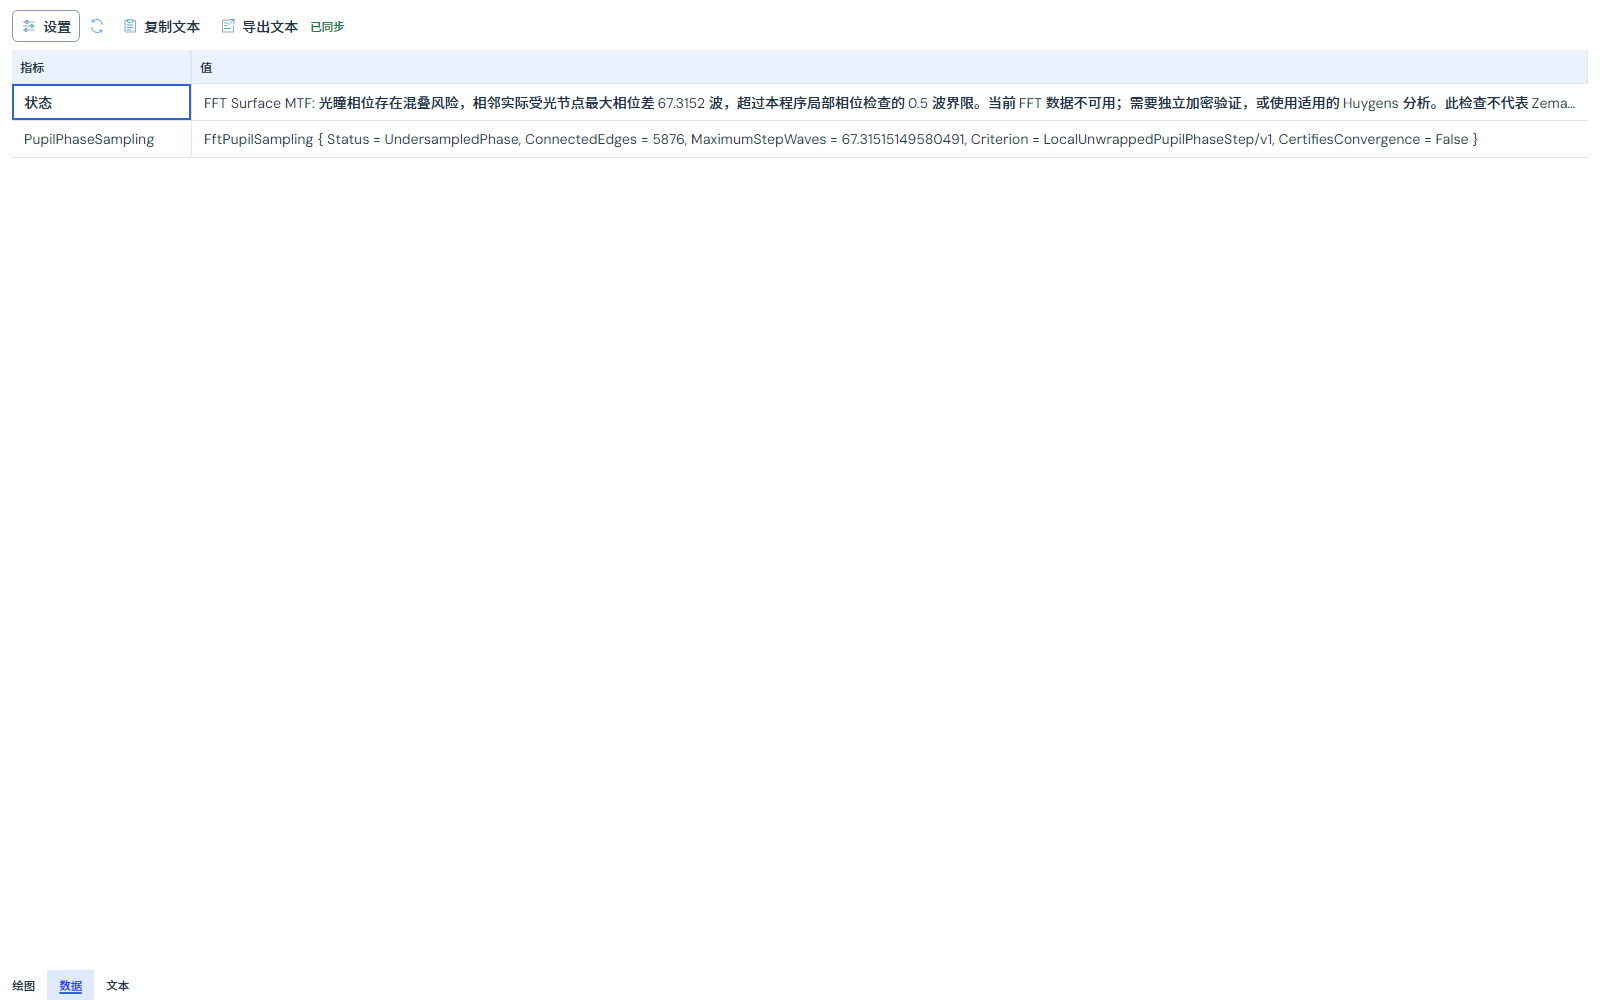 设置 复制文本 导出文本 已同步
指标 值
状态 FFT Surface MTF: 光瞳相位存在混叠风险，相邻实际受光节点最大相位差 67.3152 波，超过本程序局部相位检查的 0.5 波界限。当前 FFT 数据不可用；需要独立加密验证，或使用适用的 Huygens 分析。此检查不代表 Zema...
PupilPhaseSampling FftPupilSampling { Status = UndersampledPhase, ConnectedEdges = 5876, MaximumStepWaves = 67.31515149580491, Criterion = LocalUnwrappedPupilPhaseStep/v1, CertifiesConvergence = False }
绘图 数据 文本